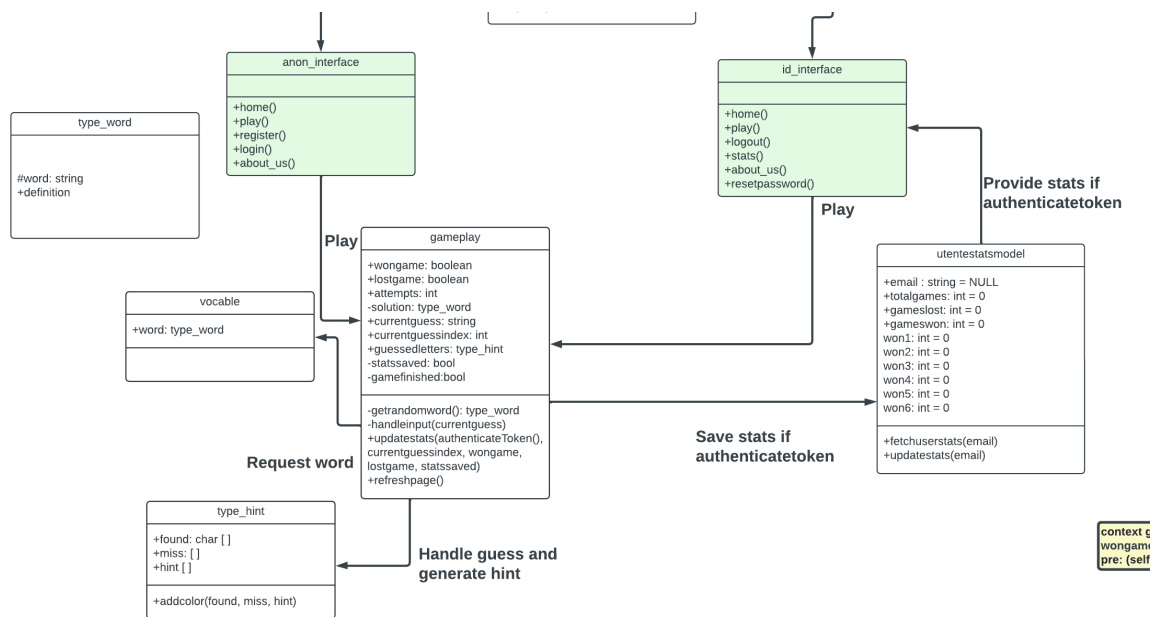 anon_interface
+home()
+play()
+register()
+login()
+about_us()
id_interface
+home()
+play()
+logout()
+stats()
+about_us()
+resetpassword()
type_word
#word: string
+definition
Play
Play
Provide stats if
authenticatetoken
gameplay
+wongame: boolean
+lostgame: boolean
+attempts: int
-solution: type_word
+currentguess: string
+currentguessindex: int
+guessedletters: type_hint
-statssaved: bool
-gamefinished:bool
-getrandomword(): type_word
-handleinput(currentguess)
+updatestats(authenticateToken(),
currentguessindex, wongame,
lostgame, statssaved)
+refreshpage()
utentestatsmodel
+email : string = NULL
+totalgames: int = 0
+gameslost: int = 0
+gameswon: int = 0
won1: int = 0
won2: int = 0
won3: int = 0
won4: int = 0
won5: int = 0
won6: int = 0
+fetchuserstats(email)
+updatestats(email)
vocable
+word: type_word
Request word
Save stats if
authenticatetoken
type_hint
+found: char [ ]
+miss: [ ]
+hint [ ]
+addcolor(found, miss, hint)
Handle guess and
generate hint
context g
wongame
pre: (self